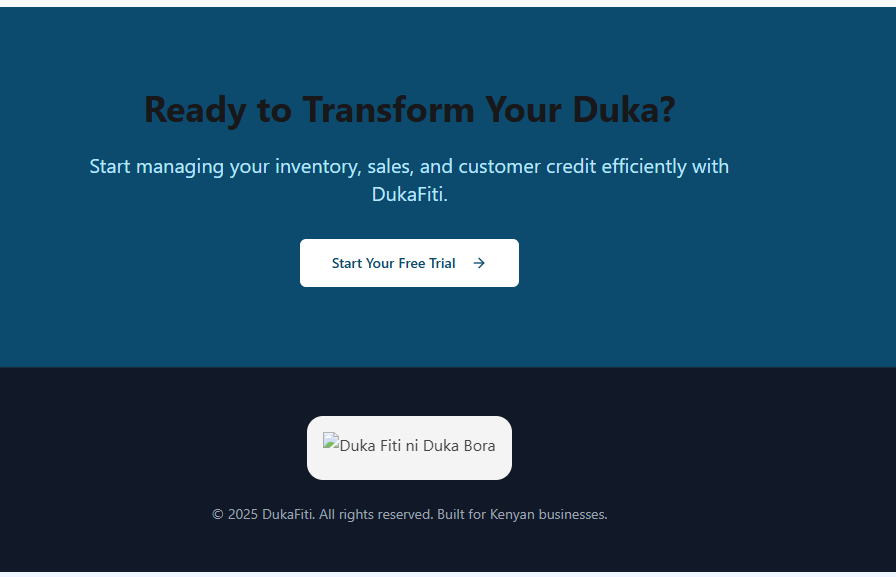 Ready to Transform Your Duka?
Start managing your inventory, sales, and customer credit efficiently with
DukaFiti.
Start Your Free Trial
Duka Fiti ni Duka Bora
© 2025 DukaFiti. All rights reserved. Built for Kenyan businesses.